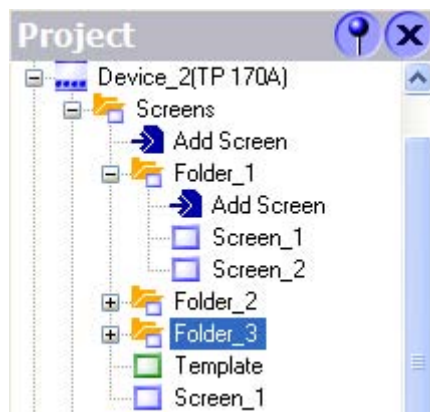 Project
Device_2(TP 170A)
Screens
Add Screen
Folder_1
Add Screen
Screen_1
Screen_2
Folder_2
Folder_3
Template
Screen_1